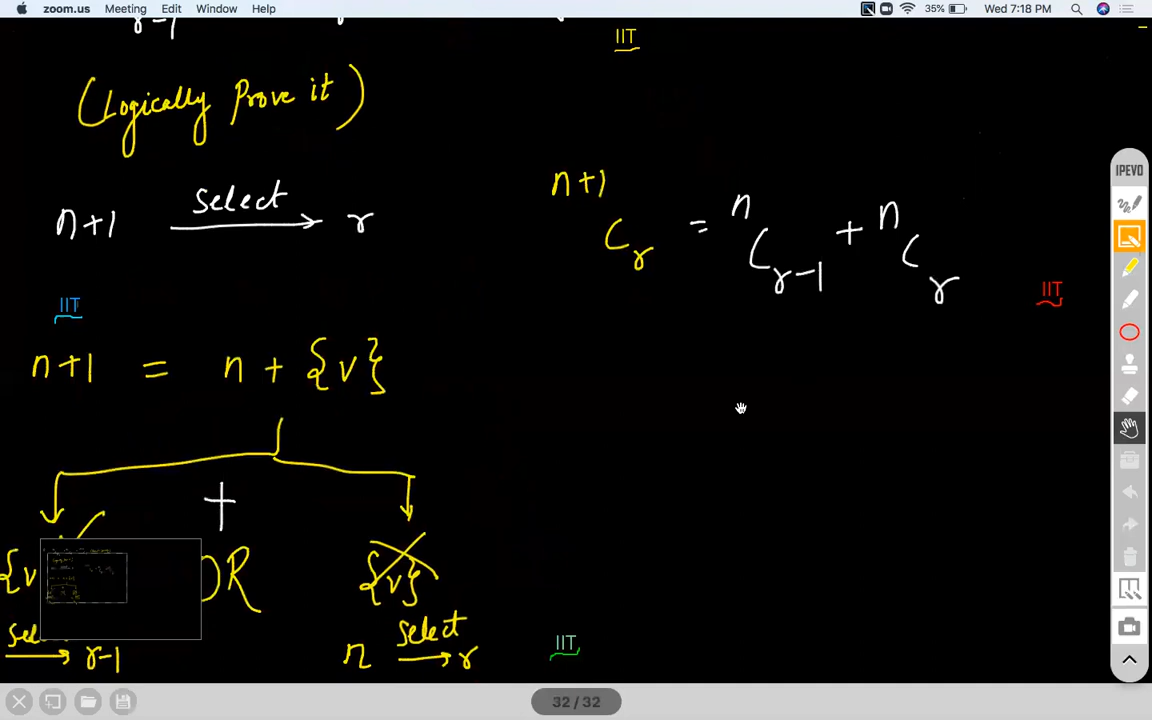 zoom.us Meeting Edit Window Help 35% Wed 7:18 PM
r-1
IIT
(Logically Prove it)
n+1 select r
n+1 C r = n C r-1 + n C r
IPEVO
IIT
IIT
n+1 = n + {v}
+
{v OR {v}
select r-1
n select r
IIT
32 / 32